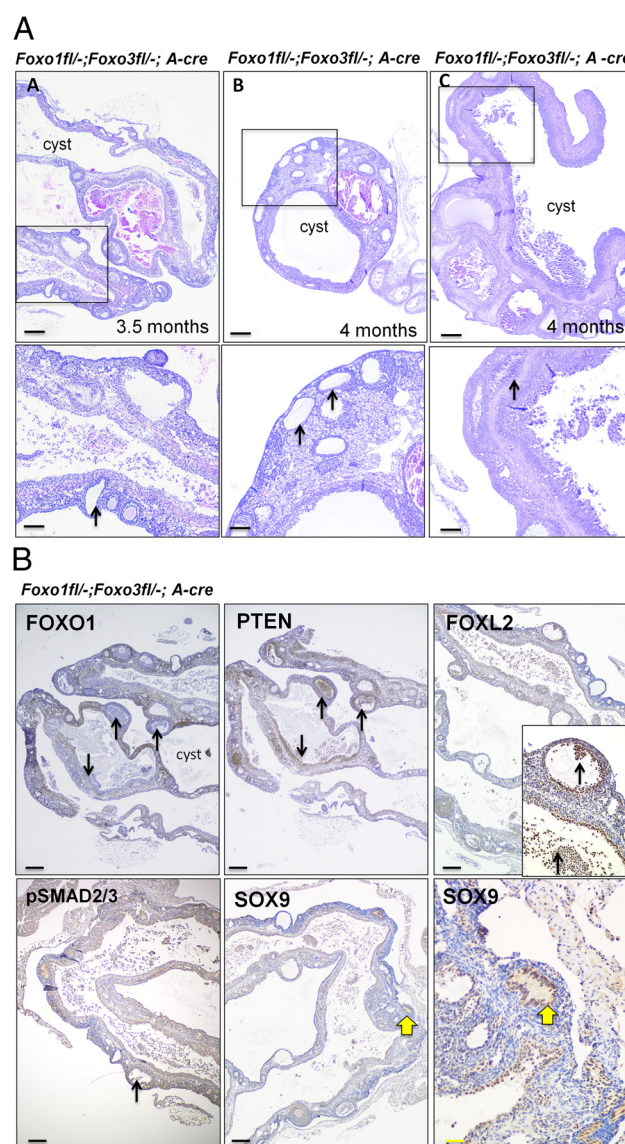 A
Foxo1fl/-;Foxo3fl/-; A-cre
Foxo1fl/-;Foxo3fl/-; A-cre
Foxo1fl/-;Foxo3fl/-; A -cre
A
B
C
cyst
cyst
cyst
3.5 months
4 months
4 months
B
Foxo1fl/-;Foxo3fl/-; A-cre
FOXO1
PTEN
FOXL2
cyst
pSMAD2/3
SOX9
SOX9